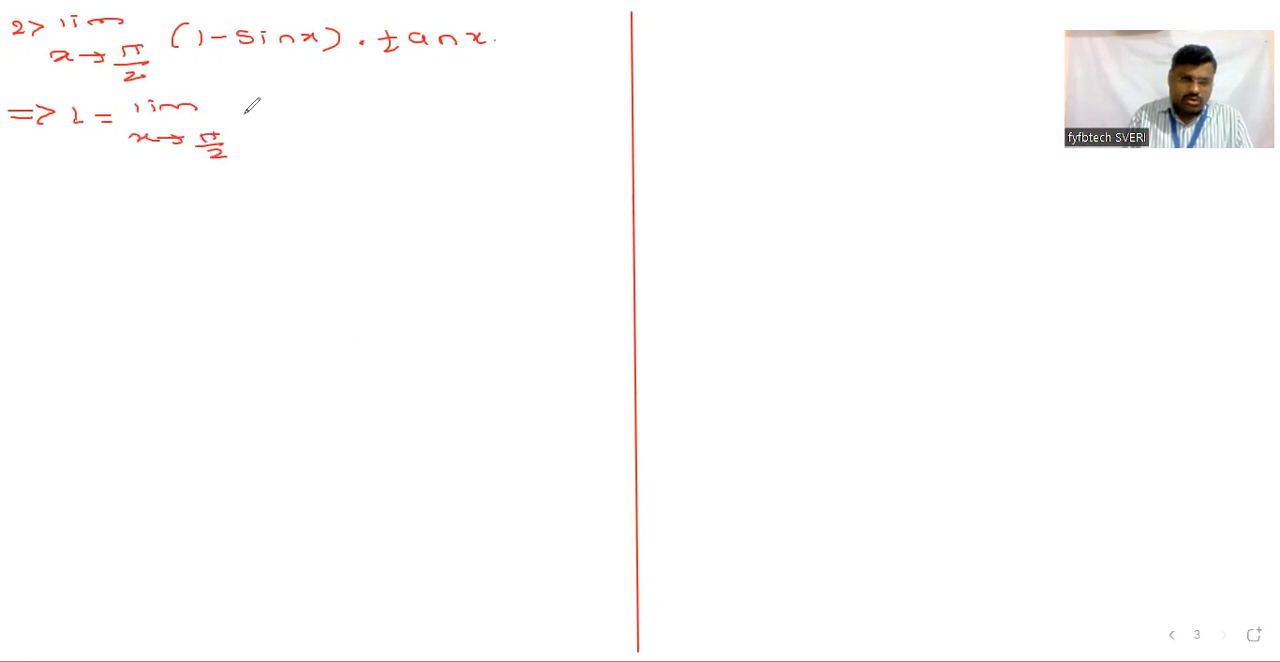 2> lim x→π/2 (1-sinx).tanx.
=> L = lim x→π/2
fyfbtech SVERI
3